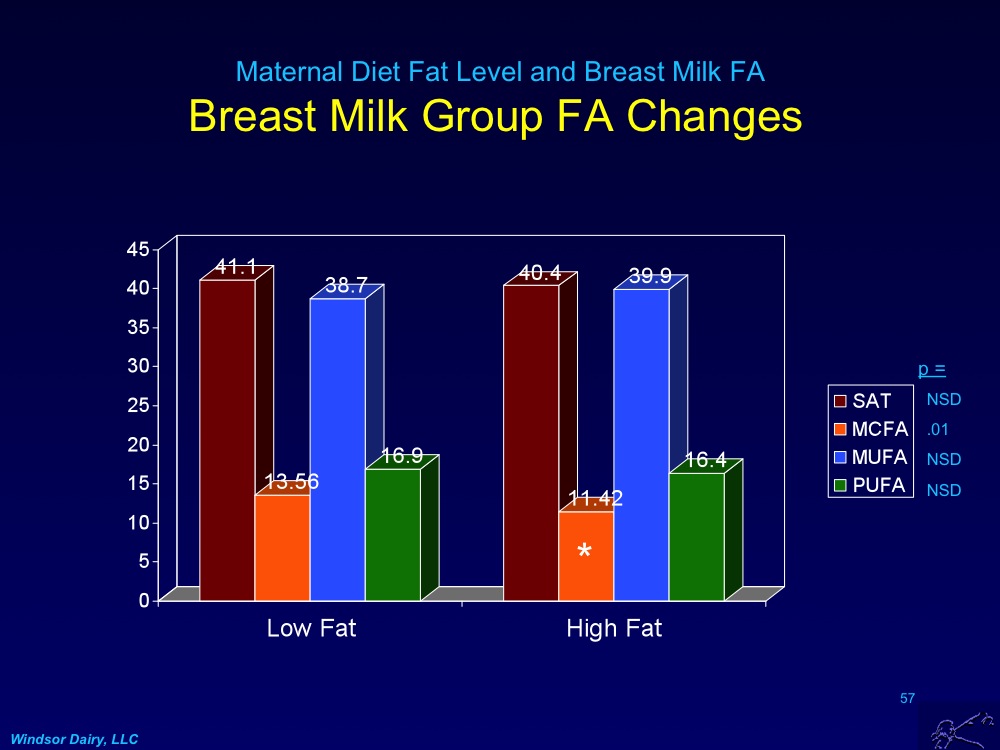 Maternal Diet Fat Level and Breast Milk FA
Breast Milk Group FA Changes
45
40
35
30
25
20
15
10
5
0
41.1
13.56
38.7
16.9
40.4
11.42
*
39.9
16.4
Low Fat
High Fat
p =
SAT NSD
MCFA .01
MUFA NSD
PUFA NSD
57
Windsor Dairy, LLC